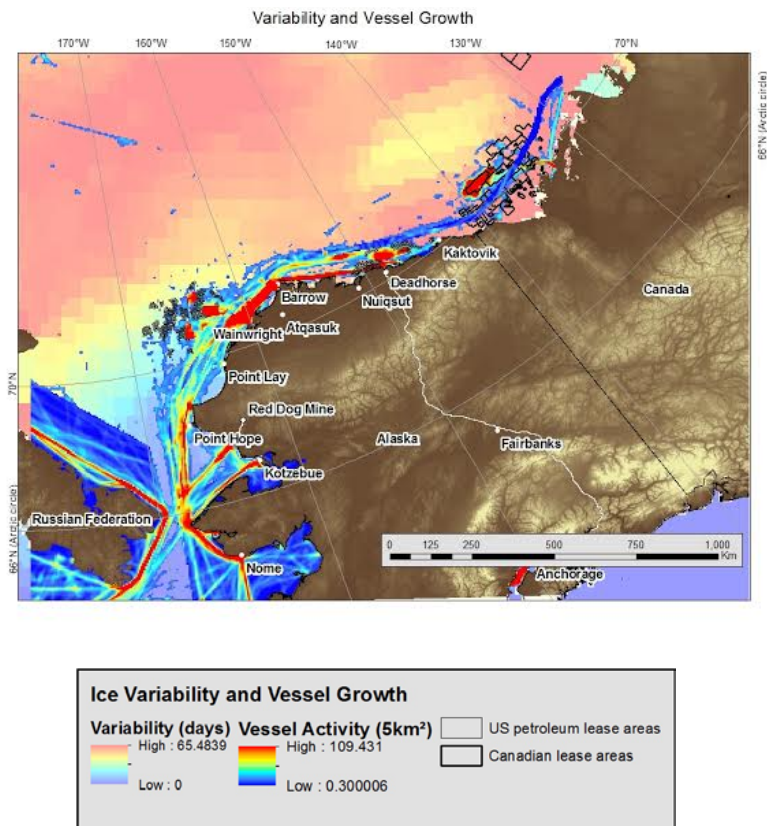 Variability and Vessel Growth
170°W 160°W 150°W 140°W 130°W 70°N
66°N (Arctic circle)
Kaktovik
Canada
Deadhorse
Barrow
Nuiqsut
Wainwright
Atqasuk
70°N
Point Lay
Red Dog Mine
Point Hope
Alaska
Fairbanks
Kotzebue
Russian Federation
66°N (Arctic circle)
0 125 250 500 750 1,000
Km
Nome
Anchorage
Ice Variability and Vessel Growth
Variability (days) Vessel Activity (5km²)
High : 65.4839 High : 109.431
Low : 0 Low : 0.300006
US petroleum lease areas
Canadian lease areas